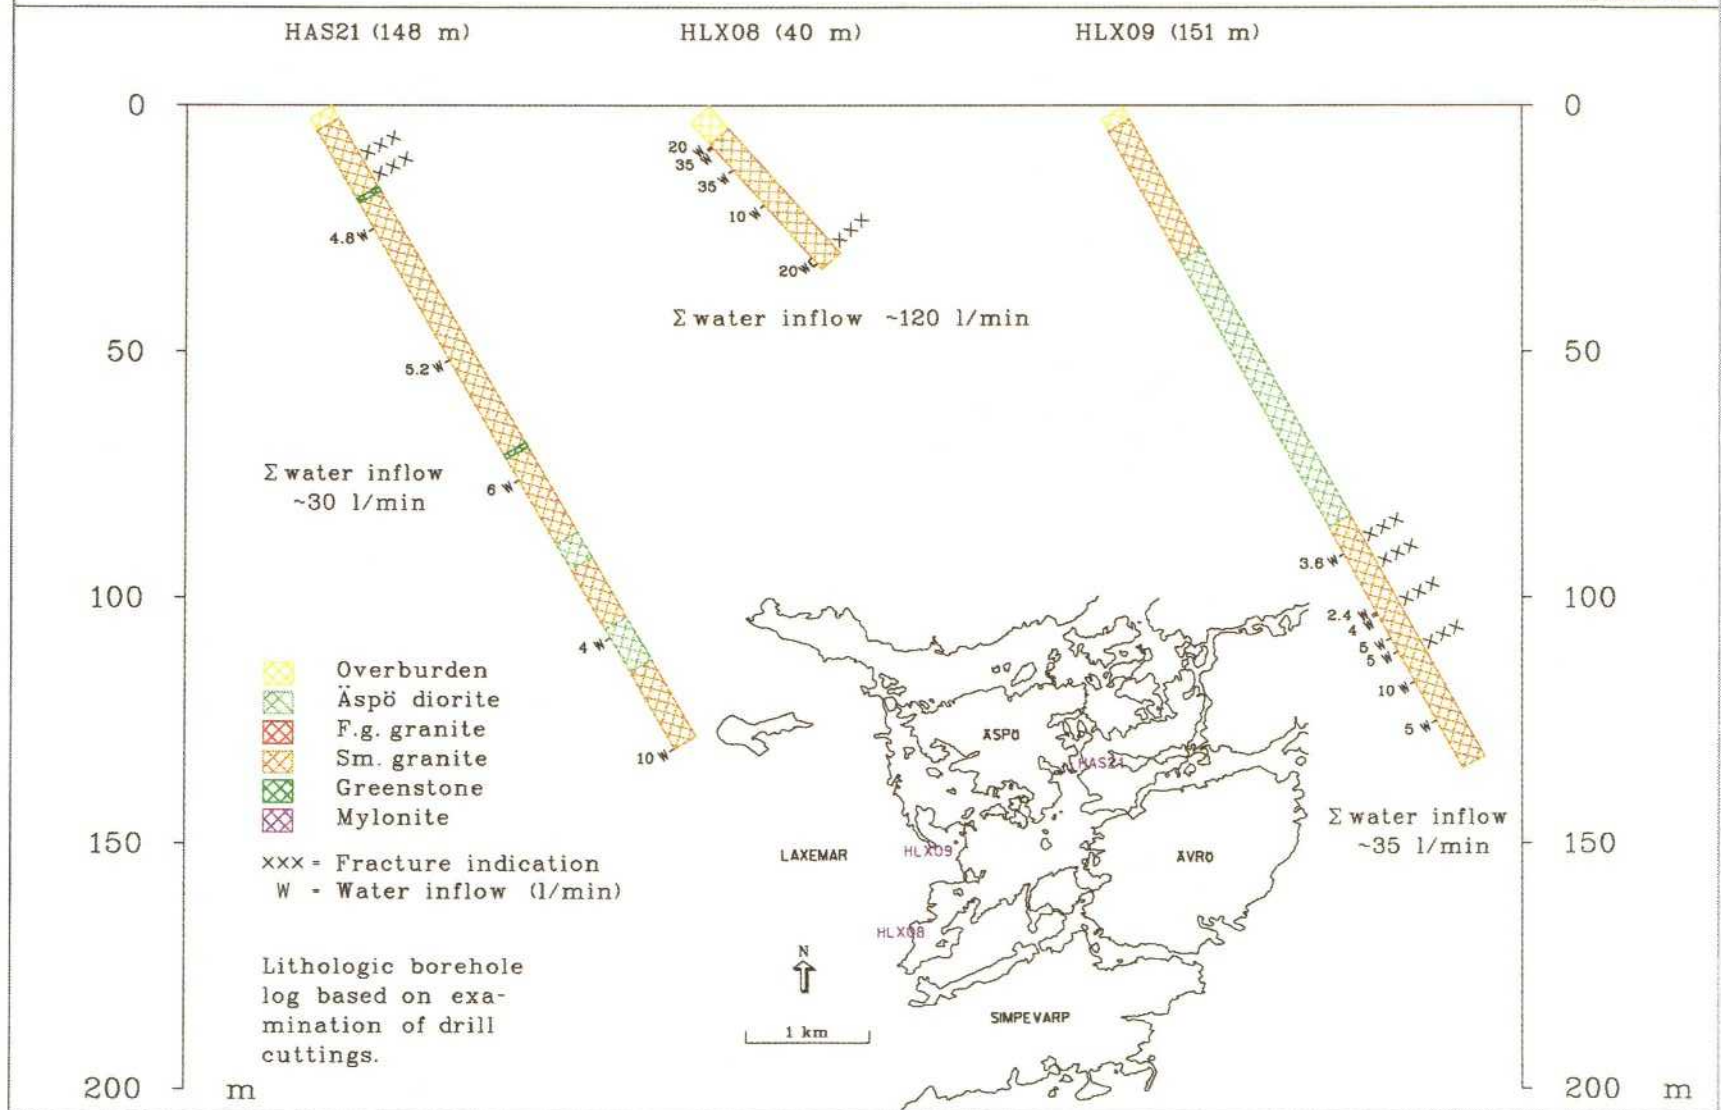 HAS21 (148 m)
HLX08 (40 m)
HLX09 (151 m)
0
50
100
150
200 m
0
50
100
150
200 m
xxx
xxx
4.8 W
5.2 W
6 W
4 W
10 W
Σ water inflow
~30 l/min
20 W
35 W
35 W
10 W
20 W
xxx
Σ water inflow ~120 l/min
xxx
xxx
xxx
xxx
3.6 W
2.4 W
4 W
W
5 W
10 W
5 W
Σ water inflow
~35 l/min
Overburden
Äspö diorite
F.g. granite
Sm. granite
Greenstone
Mylonite
xxx = Fracture indication
W - Water inflow (l/min)
Lithologic borehole
log based on exa-
mination of drill
cuttings.
ÄSPÖ
HAS21
HLX09
LAXEMAR
ÄVRÖ
HLX08
N
1 km
SIMPEVARP